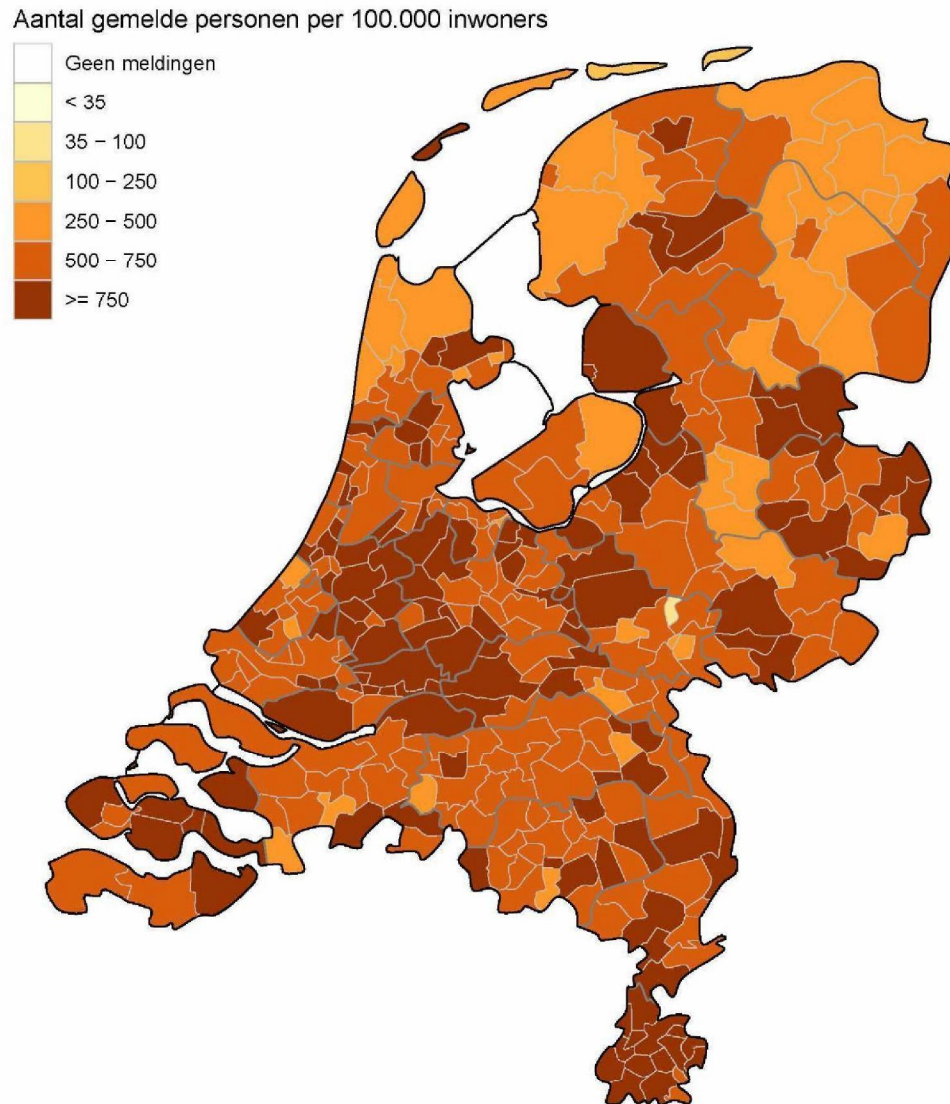 Aantal gemelde personen per 100.000 inwoners
Geen meldingen
< 35
35 − 100
100 − 250
250 − 500
500 − 750
>= 750